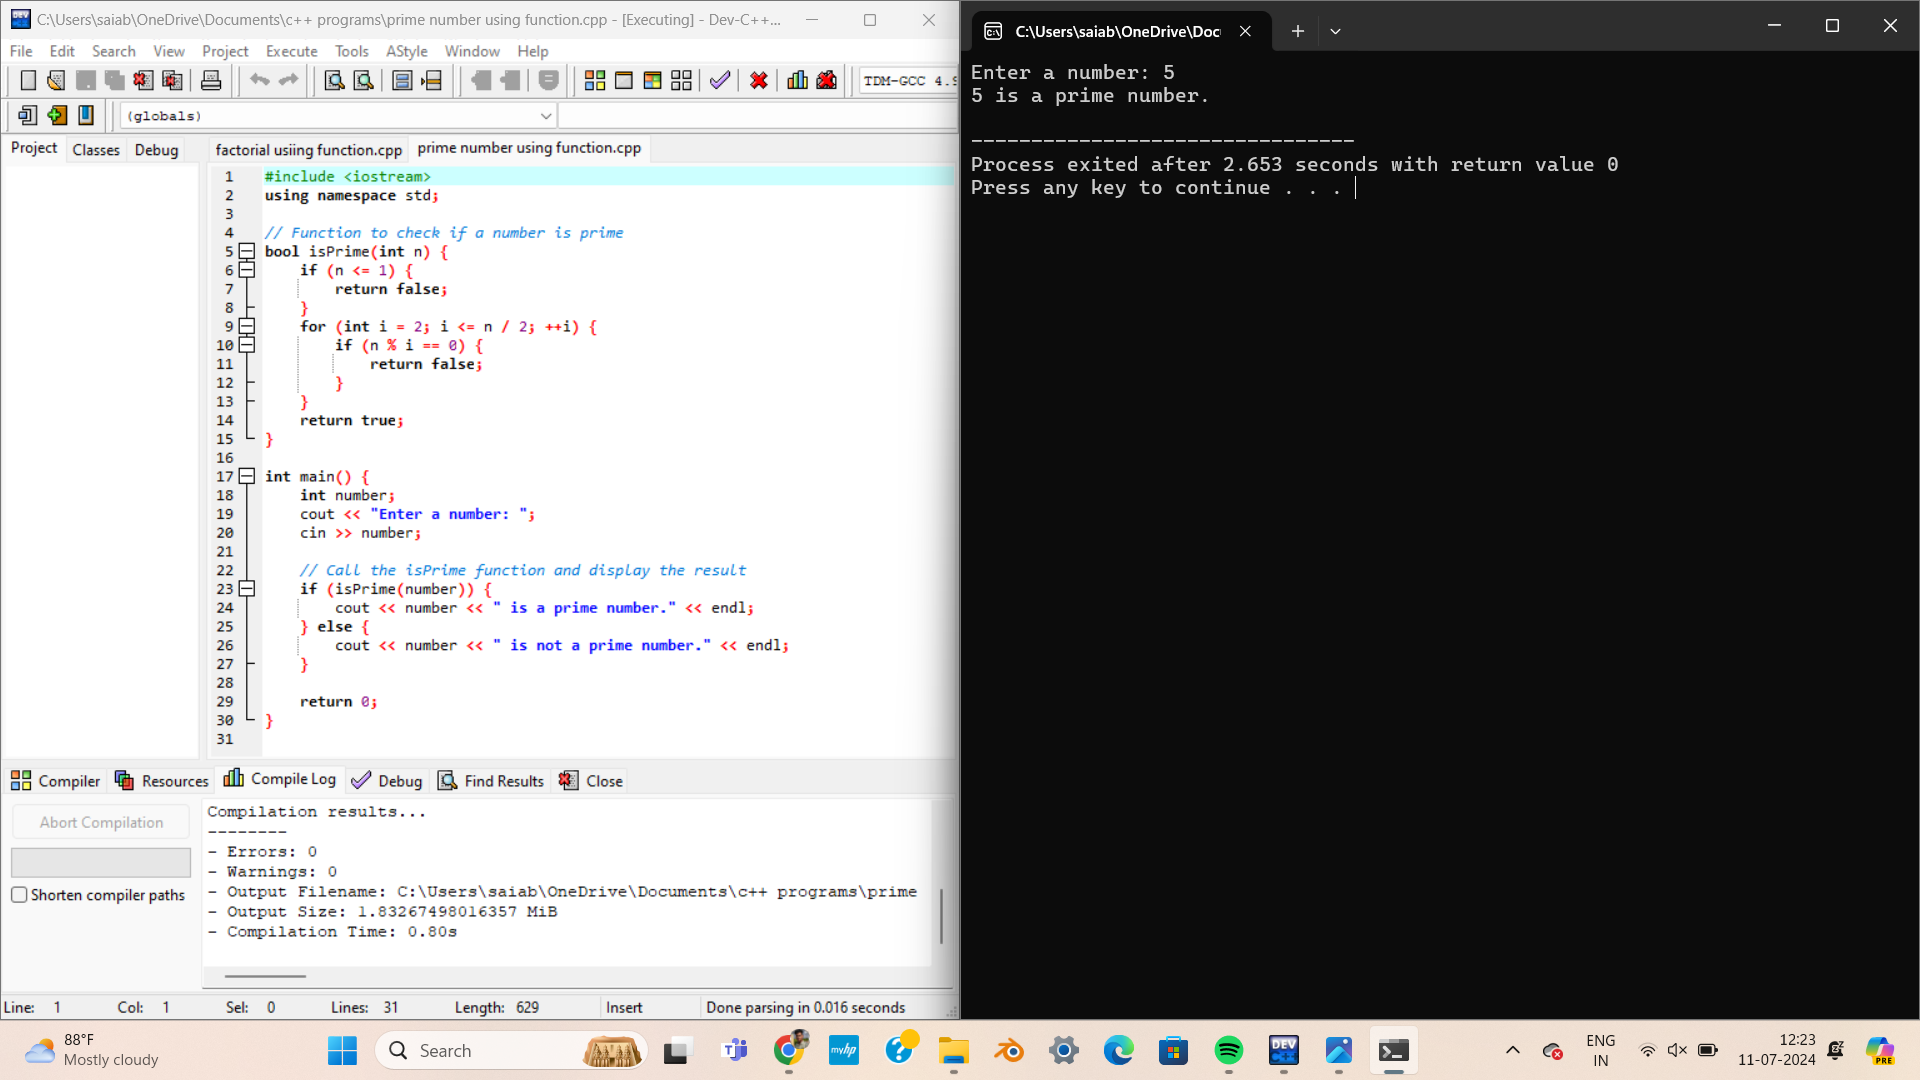 C:\Users\saiab\OneDrive\Documents\c++ programs\prime number using function.cpp - [Executing] - Dev-C++...
File Edit Search View Project Execute Tools AStyle Window Help
TDM-GCC 4.9
(globals)
Project Classes Debug
factorial usiing function.cpp prime number using function.cpp
1 #include <iostream>
2 using namespace std;
3
4 // Function to check if a number is prime
5 bool isPrime(int n) {
6 if (n <= 1) {
7 return false;
8 }
9 for (int i = 2; i <= n / 2; ++i) {
10 if (n % i == 0) {
11 return false;
12 }
13 }
14 return true;
15 }
16
17 int main() {
18 int number;
19 cout << "Enter a number: ";
20 cin >> number;
21
22 // Call the isPrime function and display the result
23 if (isPrime(number)) {
24 cout << number << " is a prime number." << endl;
25 } else {
26 cout << number << " is not a prime number." << endl;
27 }
28
29 return 0;
30 }
31
Compiler Resources Compile Log Debug Find Results Close
Abort Compilation
Shorten compiler paths
Compilation results...
--------
- Errors: 0
- Warnings: 0
- Output Filename: C:\Users\saiab\OneDrive\Documents\c++ programs\prime
- Output Size: 1.83267498016357 MiB
- Compilation Time: 0.80s
Line: 1 Col: 1 Sel: 0 Lines: 31 Length: 629 Insert Done parsing in 0.016 seconds
C:\Users\saiab\OneDrive\Doc
Enter a number: 5
5 is a prime number.
--------------------------------
Process exited after 2.653 seconds with return value 0
Press any key to continue . . .
88°F
Mostly cloudy
Search
myhp
DEV
ENG
IN
12:23
11-07-2024
PRE